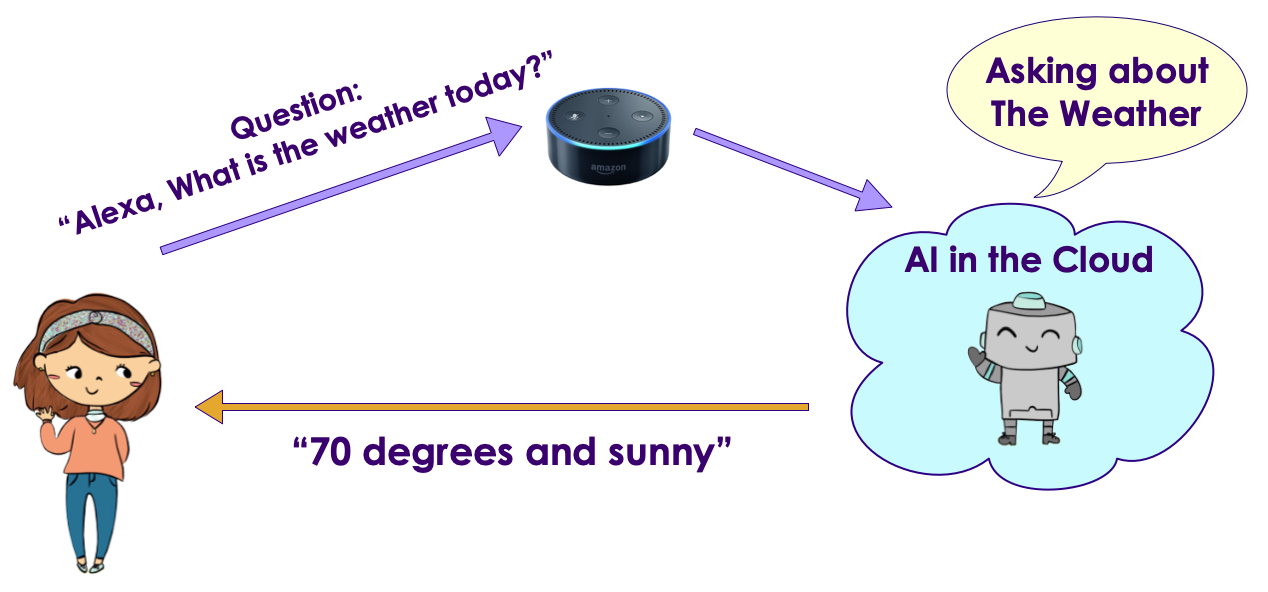 Question:
“Alexa, What is the weather today?”
amazon
Asking about
The Weather
AI in the Cloud
“70 degrees and sunny”